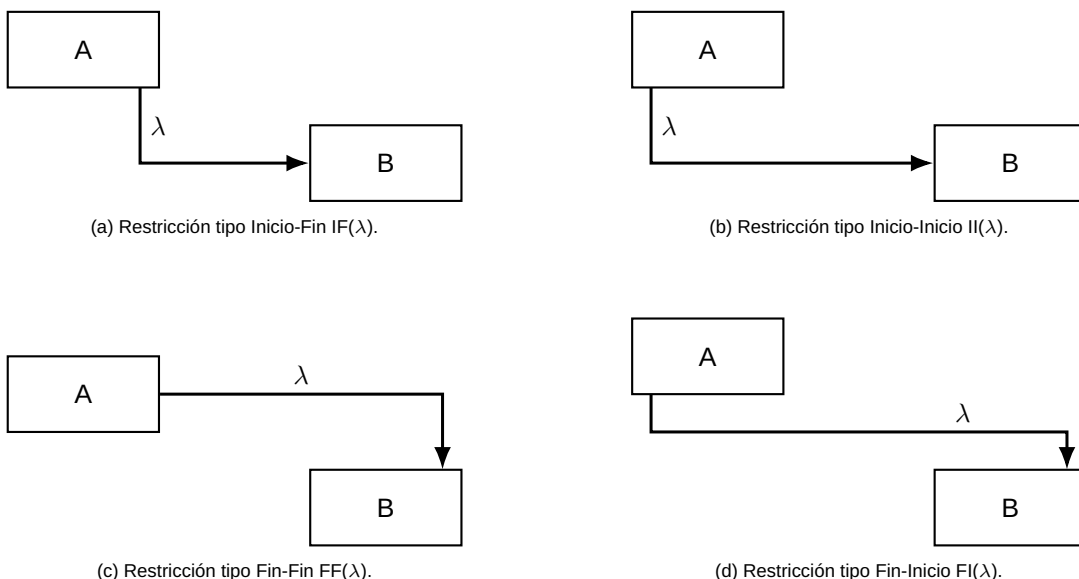 A
λ
B
(a) Restricción tipo Inicio-Fin IF(λ).
A
λ
B
(b) Restricción tipo Inicio-Inicio II(λ).
A
λ
B
(c) Restricción tipo Fin-Fin FF(λ).
A
λ
B
(d) Restricción tipo Fin-Inicio FI(λ).